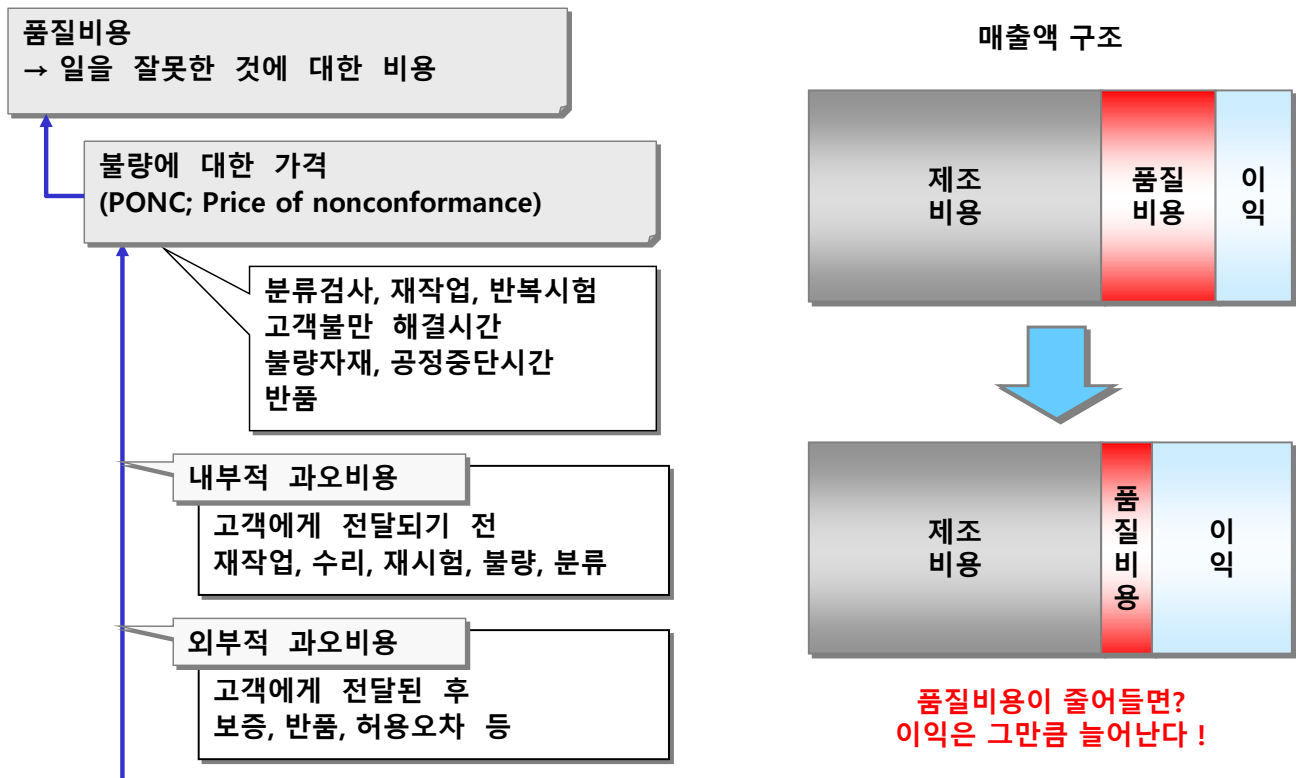 품질비용
→ 일을 잘못한 것에 대한 비용
불량에 대한 가격
(PONC; Price of nonconformance)
분류검사, 재작업, 반복시험
고객불만 해결시간
불량자재, 공정중단시간
반품
내부적 과오비용
고객에게 전달되기 전
재작업, 수리, 재시험, 불량, 분류
외부적 과오비용
고객에게 전달된 후
보증, 반품, 허용오차 등
매출액 구조
제조
비용
품질
비용
이
익
제조
비용
품
질
비
용
이
익
품질비용이 줄어들면?
이익은 그만큼 늘어난다 !